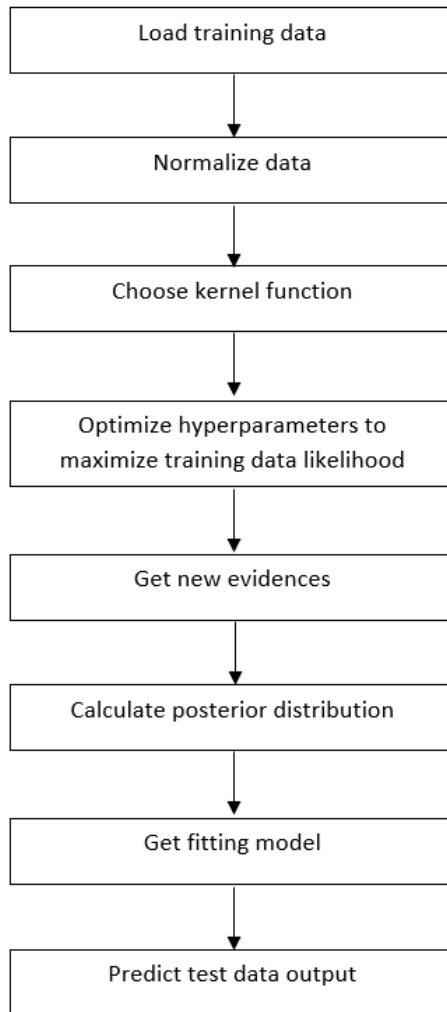 Load training data
Normalize data
Choose kernel function
Optimize hyperparameters to
maximize training data likelihood
Get new evidences
Calculate posterior distribution
Get fitting model
Predict test data output